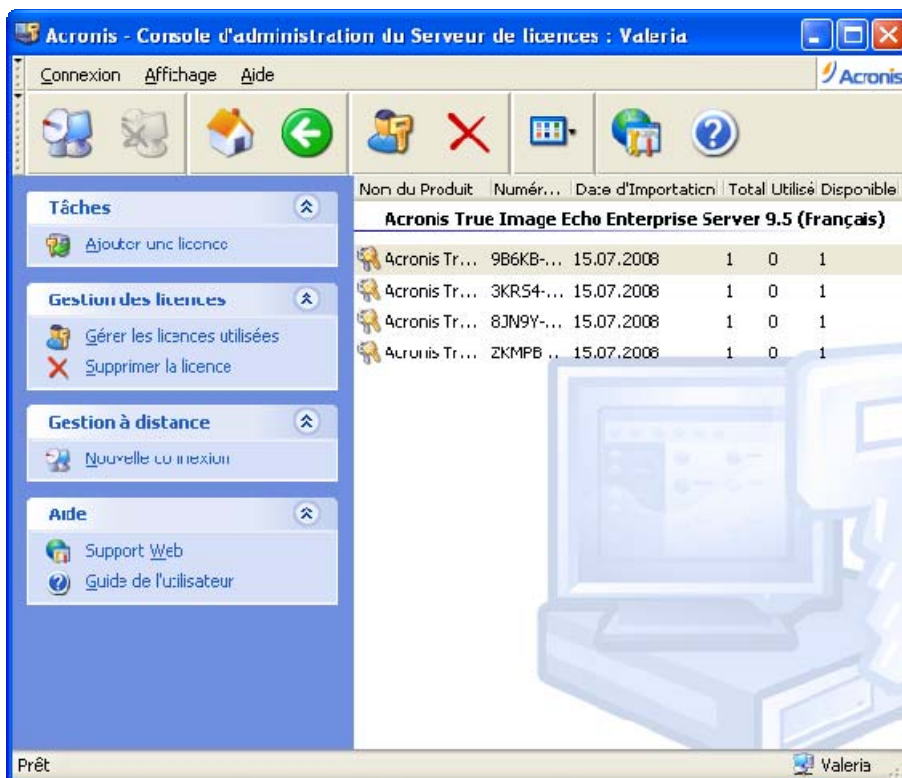 Acronis - Console d'administration du Serveur de licences : Valeria
Connexion Affichage Aide
Acronis
Nom du Produit Numér... Date d'Importation Total Utilisé Disponible
Acronis True Image Echo Enterprise Server 9.5 (Français)
Acronis Tr... 9B6KB-... 15.07.2008 1 0 1
Acronis Tr... 3KRS4-... 15.07.2008 1 0 1
Acronis Tr... 8JN9Y-... 15.07.2008 1 0 1
Acronis Tr... ZKMPB... 15.07.2008 1 0 1
Tâches
Ajouter une licence
Gestion des licences
Gérer les licences utilisées
Supprimer la licence
Gestion à distance
Nouvelle connexion
Aide
Support Web
Guide de l'utilisateur
Prêt
Valeria